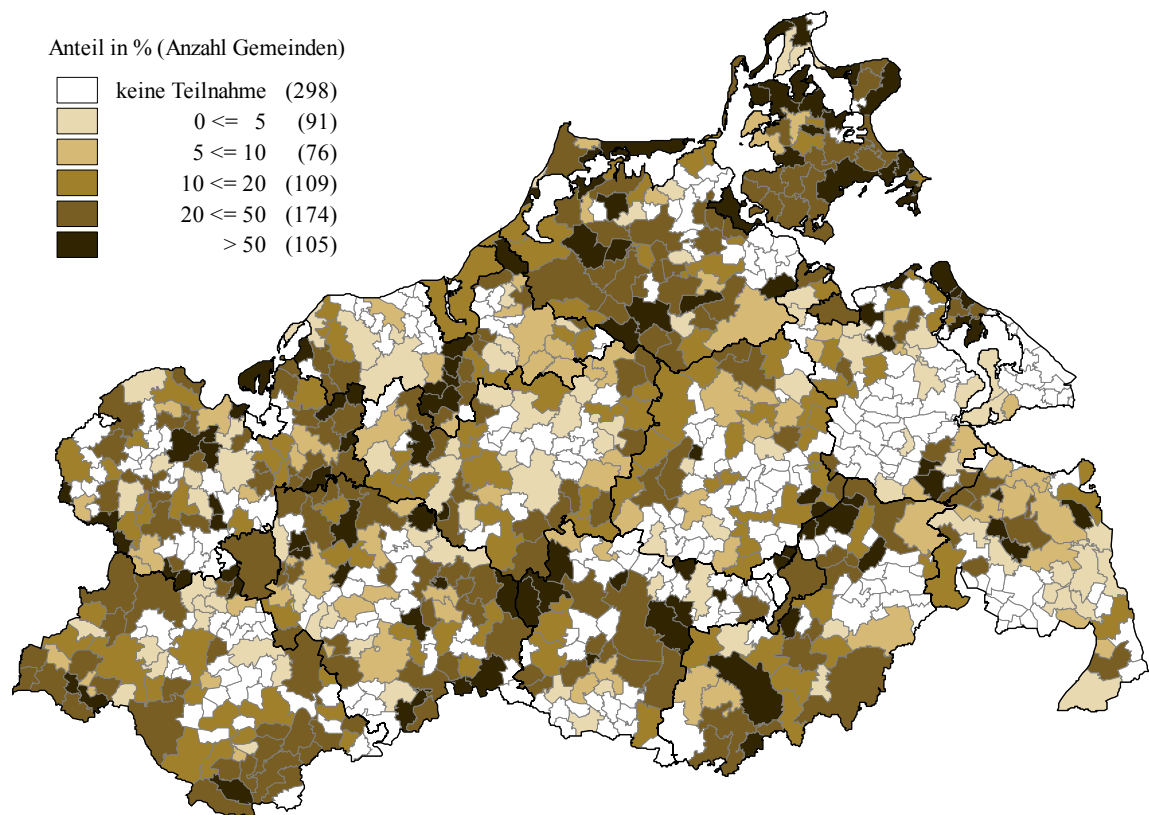 Anteil in % (Anzahl Gemeinden)
keine Teilnahme (298)
0 <= 5 (91)
5 <= 10 (76)
10 <= 20 (109)
20 <= 50 (174)
> 50 (105)